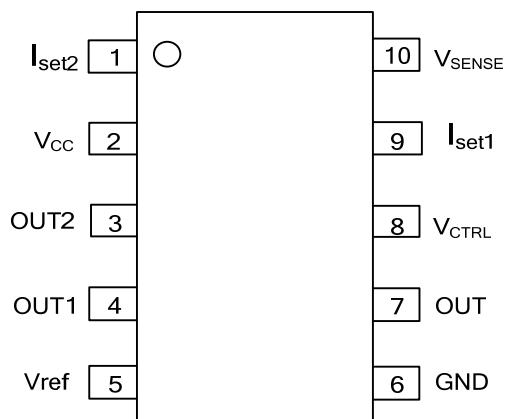 Iset2 1 10 VSENSE
VCC 2 9 Iset1
OUT2 3 8 VCTRL
OUT1 4 7 OUT
Vref 5 6 GND